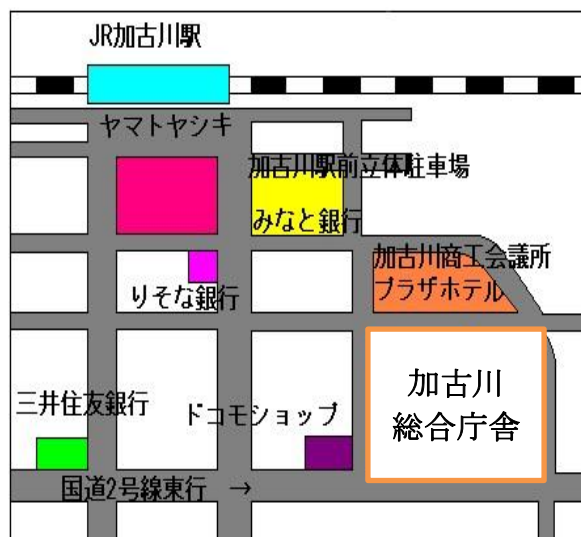 JR加古川駅
ヤマトヤシキ
加古川駅前立体駐車場
みなと銀行
加古川商工会議所
プラザホテル
りそな銀行
加古川
総合庁舎
三井住友銀行
ドコモショップ
国道2号線東行 →